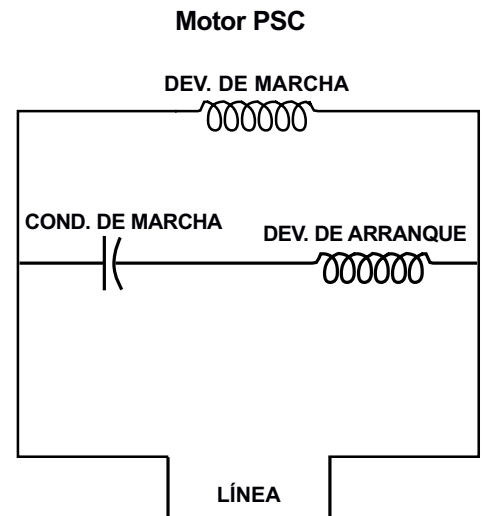 Motor PSC
DEV. DE MARCHA
COND. DE MARCHA
DEV. DE ARRANQUE
LÍNEA